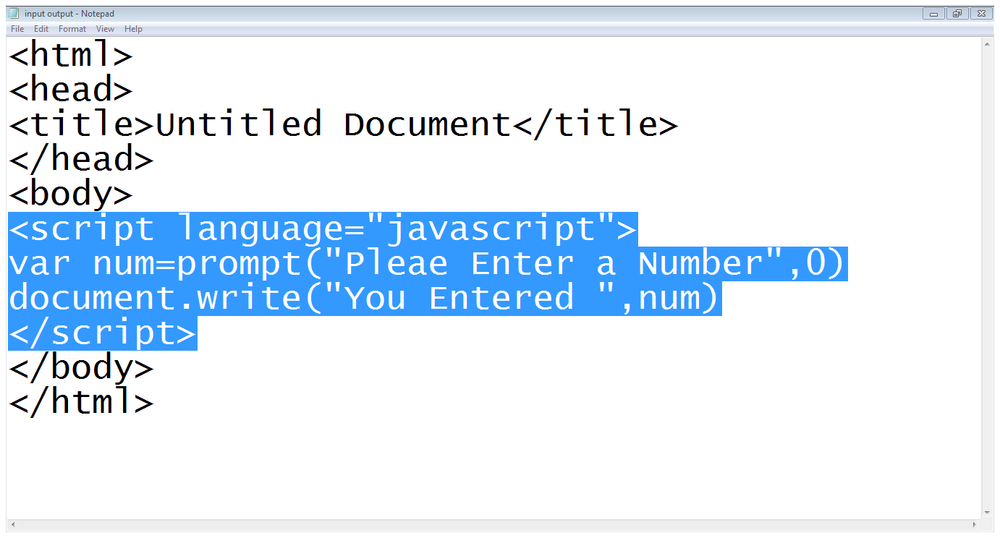 input output - Notepad
File Edit Format View Help
<html>
<head>
<title>Untitled Document</title>
</head>
<body>
<script language="javascript">
var num=prompt("Pleae Enter a Number",0)
document.write("You Entered ",num)
</script>
</body>
</html>